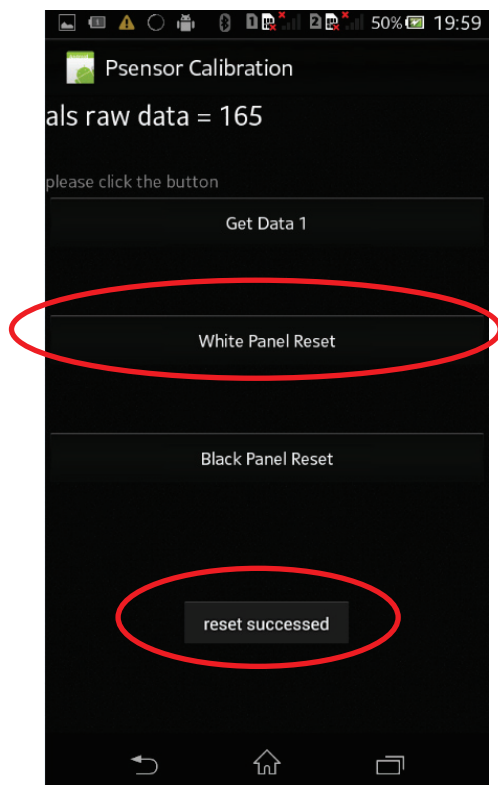 50% 19:59
Psensor Calibration
als raw data = 165
please click the button
Get Data 1
White Panel Reset
Black Panel Reset
reset successed